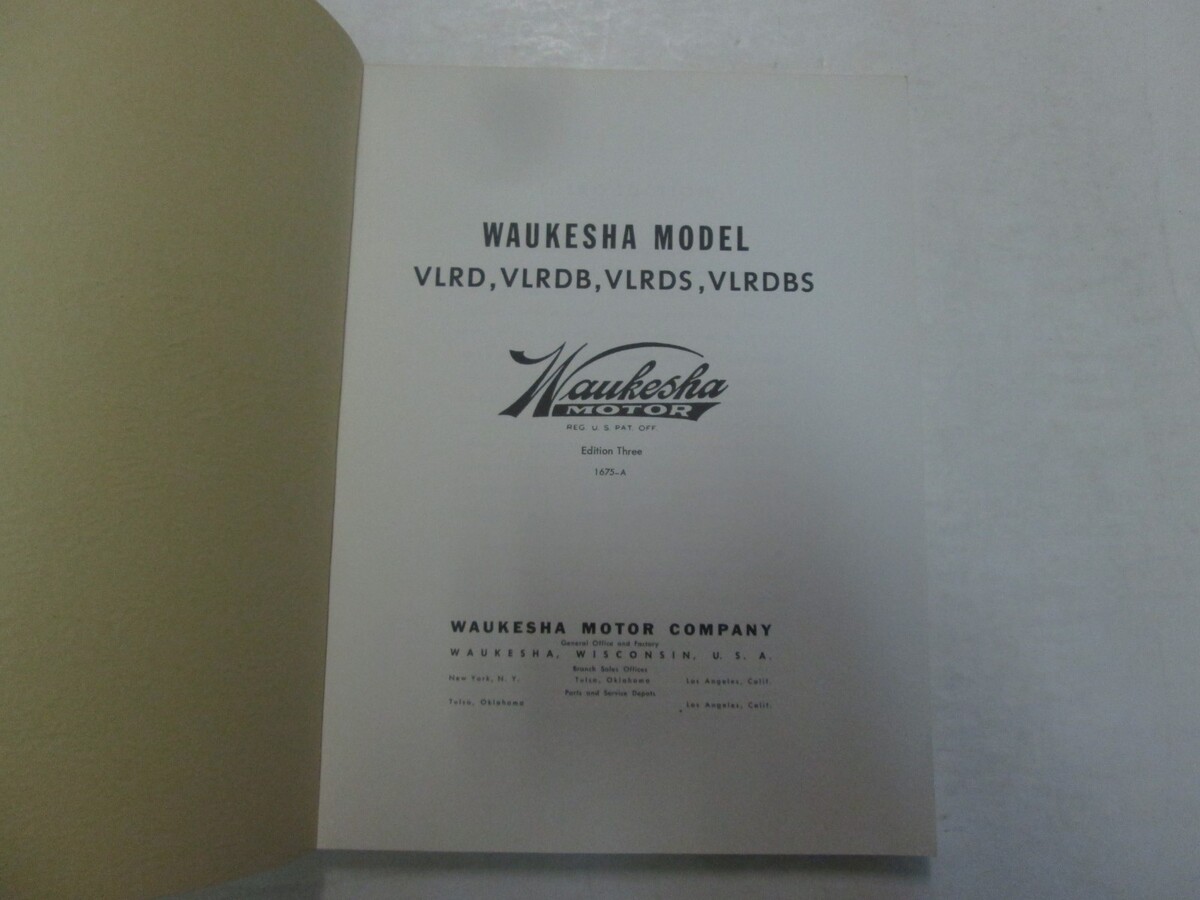 WAUKESHA MODEL
VLRD, VLRDB, VLRDS, VLRDBS
Waukesha
MOTOR
REG. U. S. PAT. OFF.
Edition Three
1675-A
WAUKESHA MOTOR COMPANY
General Office and Factory
WAUKESHA, WISCONSIN, U. S. A.
Branch Sales Offices
New York, N. Y. Tulsa, Oklahoma Los Angeles, Calif.
Parts and Service Depots
Tulsa, Oklahoma Los Angeles, Calif.